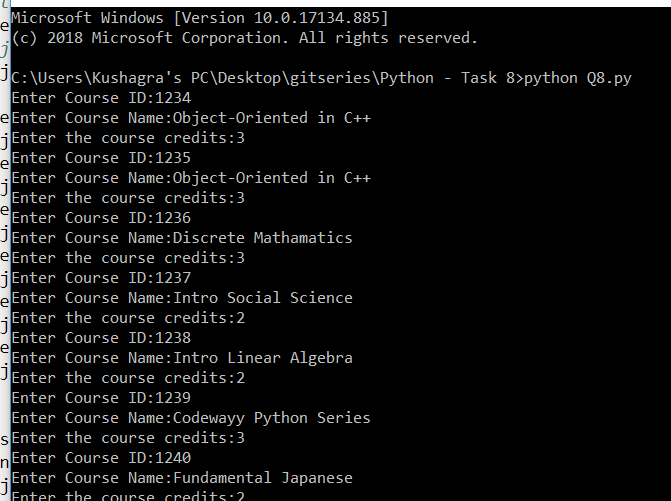 Microsoft Windows [Version 10.0.17134.885]
(c) 2018 Microsoft Corporation. All rights reserved.
C:\Users\Kushagra's PC\Desktop\gitseries\Python - Task 8>python Q8.py
Enter Course ID:1234
Enter Course Name:Object-Oriented in C++
Enter the course credits:3
Enter Course ID:1235
Enter Course Name:Object-Oriented in C++
Enter the course credits:3
Enter Course ID:1236
Enter Course Name:Discrete Mathamatics
Enter the course credits:3
Enter Course ID:1237
Enter Course Name:Intro Social Science
Enter the course credits:2
Enter Course ID:1238
Enter Course Name:Intro Linear Algebra
Enter the course credits:2
Enter Course ID:1239
Enter Course Name:Codewayy Python Series
Enter the course credits:3
Enter Course ID:1240
Enter Course Name:Fundamental Japanese
Enter the course credits:2